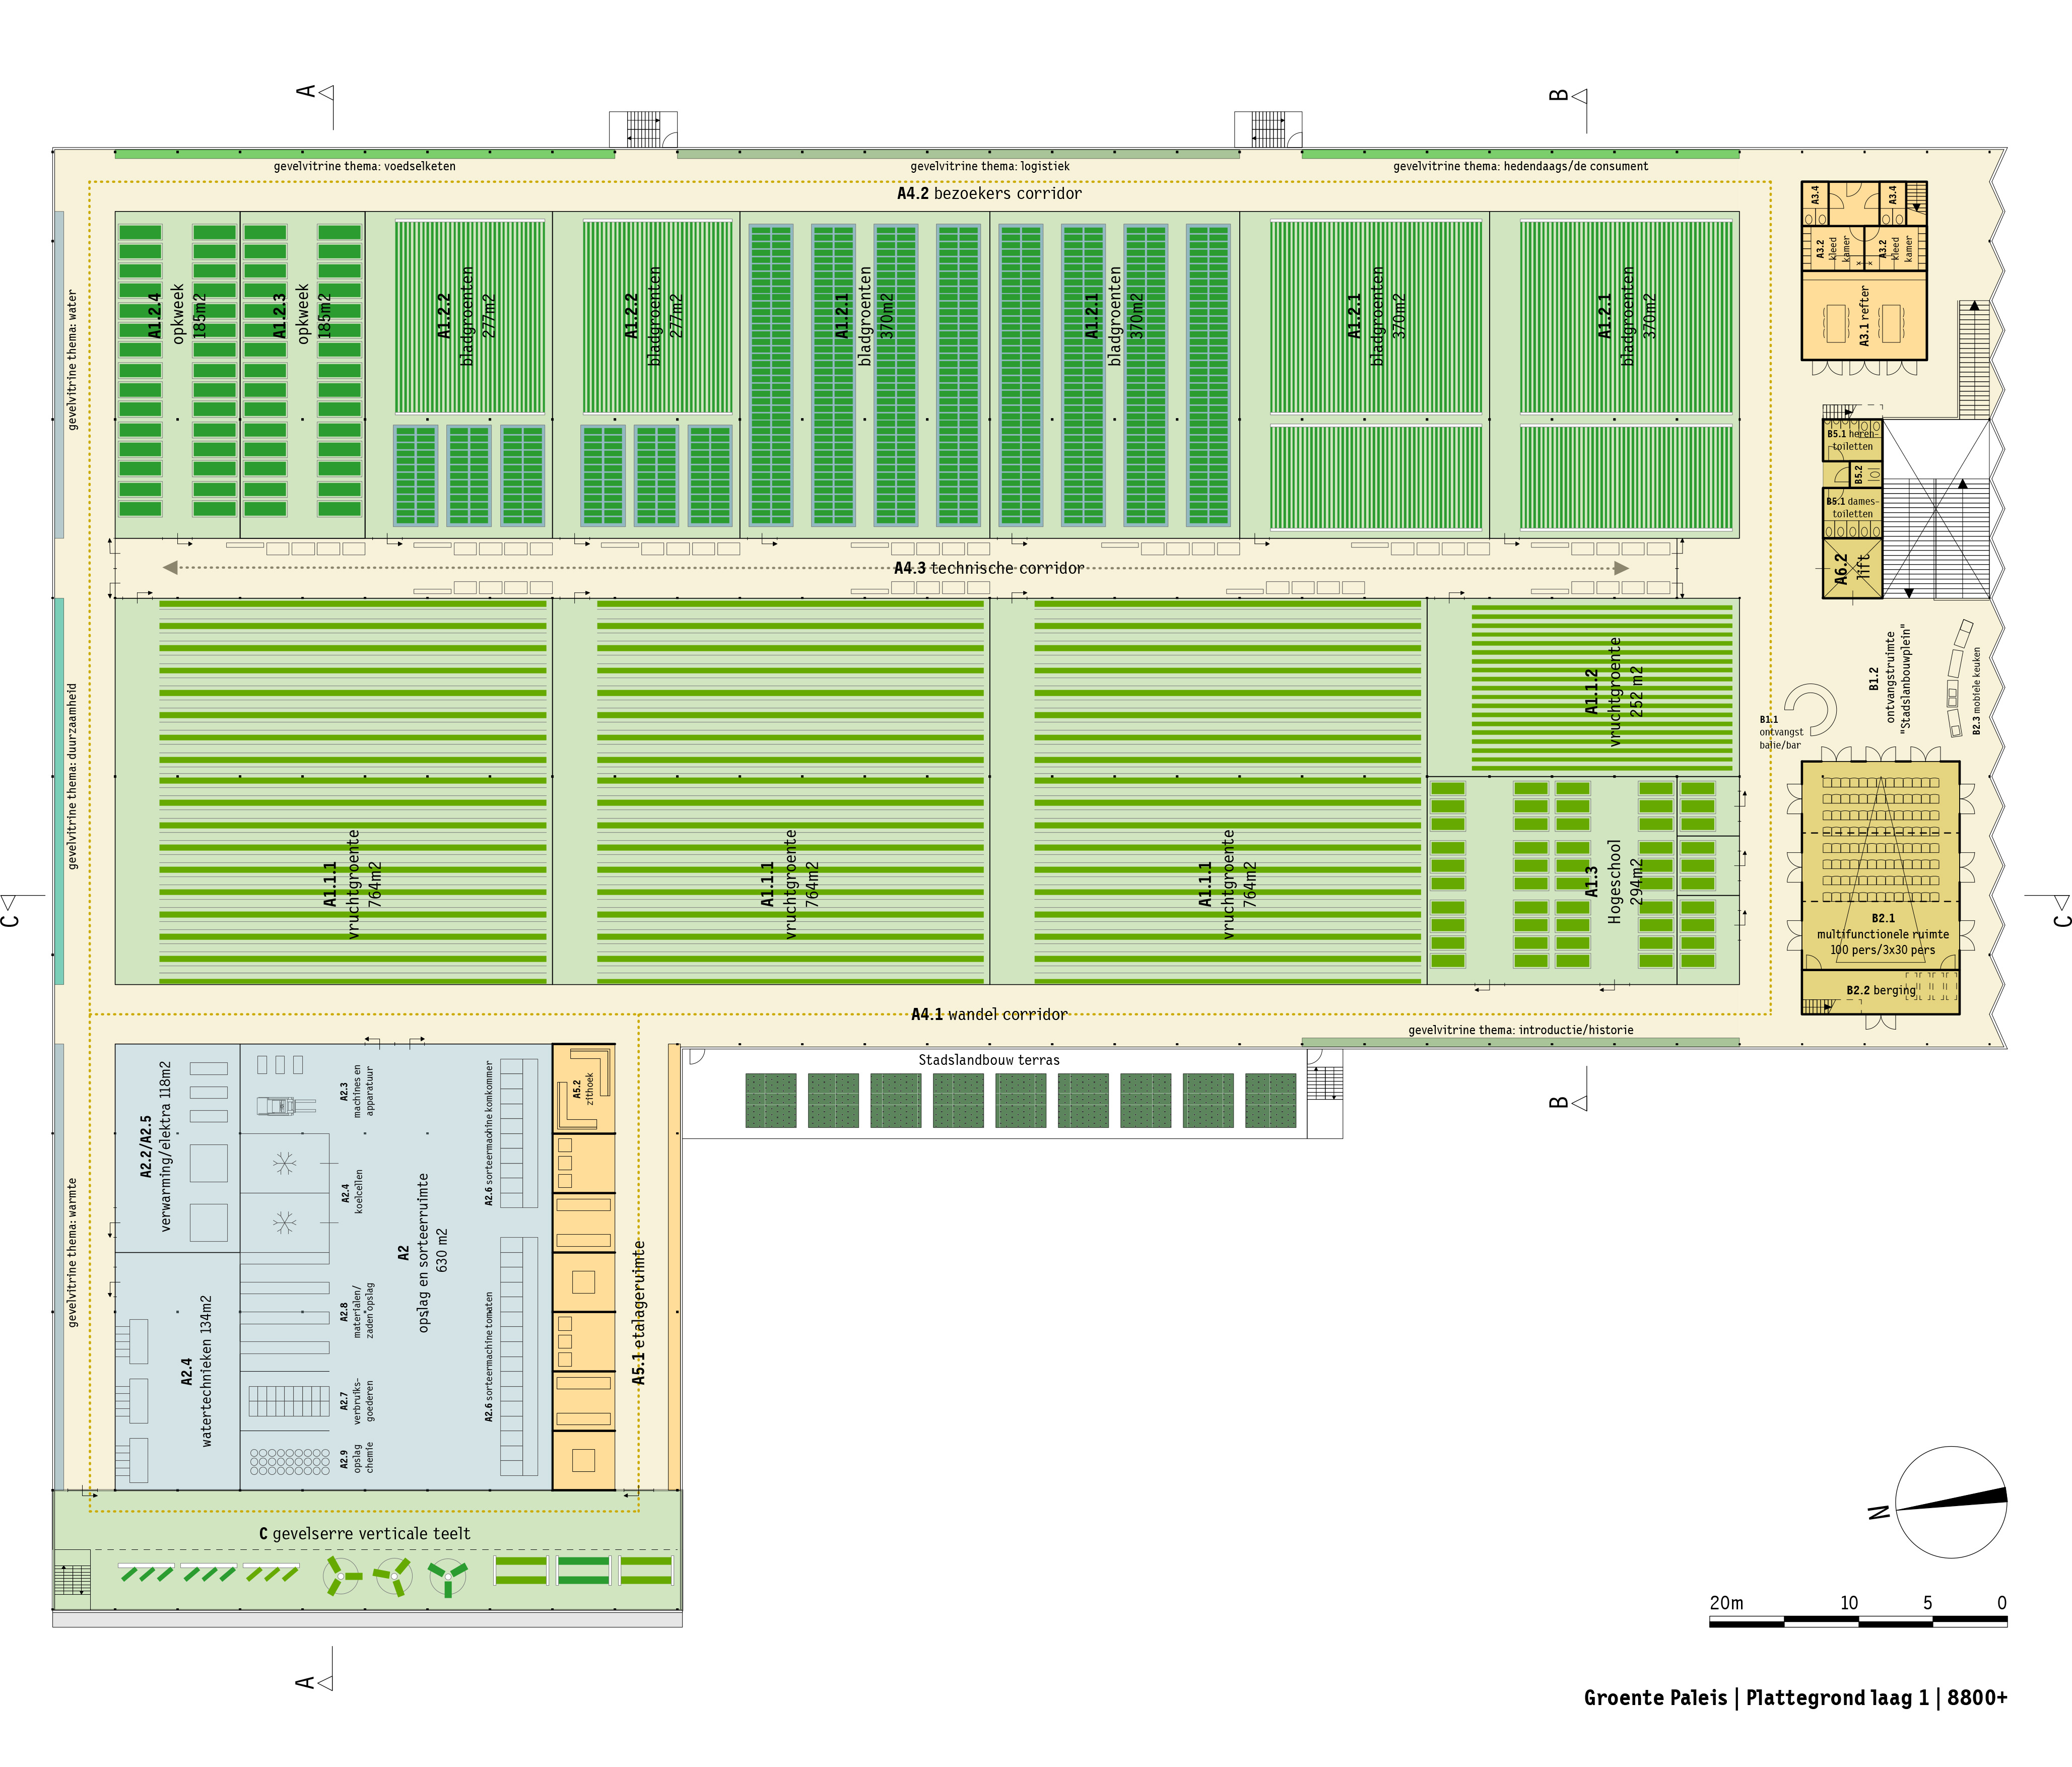 A
B
gevelvitrine thema: voedselketen
gevelvitrine thema: logistiek
gevelvitrine thema: hedendaags/de consument
A4.2 bezoekers corridor
gevelvitrine thema: water
A1.2.4
opkweek
185m2
A1.2.3
opkweek
185m2
A1.2.2
bladgroenten
277m2
A1.2.2
bladgroenten
277m2
A1.2.1
bladgroenten
370m2
A1.2.1
bladgroenten
370m2
A1.2.1
bladgroenten
370m2
A1.2.1
bladgroenten
370m2
A3.4
A3.4
A3.2
kleed
kamer
A3.2
kleed
kamer
A3.1 refter
B5.1 heren-
toiletten
B5.2
B5.1 dames-
toiletten
A6.2
lift
A4.3 technische corridor
gevelvitrine thema: duurzaamheid
A1.1.1
vruchtgroente
764m2
A1.1.1
vruchtgroente
764m2
A1.1.1
vruchtgroente
764m2
A1.1.2
vruchtgroente
252 m2
A1.3
Hogeschool
294m2
B1.1
ontvangst
balie/bar
B1.2
ontvangstruimte
"Stadslanbouwplein"
B2.3 mobiele keuken
B2.1
multifunctionele ruimte
100 pers/3x30 pers
B2.2 berging
C
C
A4.1 wandel corridor
gevelvitrine thema: introductie/historie
Stadslandbouw terras
B
gevelvitrine thema: warmte
A2.2/A2.5
verwarming/elektra 118m2
A2.4
watertechnieken 134m2
A2.3
machines en
apparatuur
A2.4
koelcellen
A2.8
materialen/
zaden opslag
A2.7
verbruiks-
goederen
A2.9
opslag
chemie
A2
opslag en sorteerruimte
630 m2
A2.6 sorteermachine komkommer
A2.6 sorteermachine tomaten
A5.2
zithoek
A5.1 etalageruimte
C gevelserre verticale teelt
A
N
20m 10 5 0
Groente Paleis | Plattegrond laag 1 | 8800+